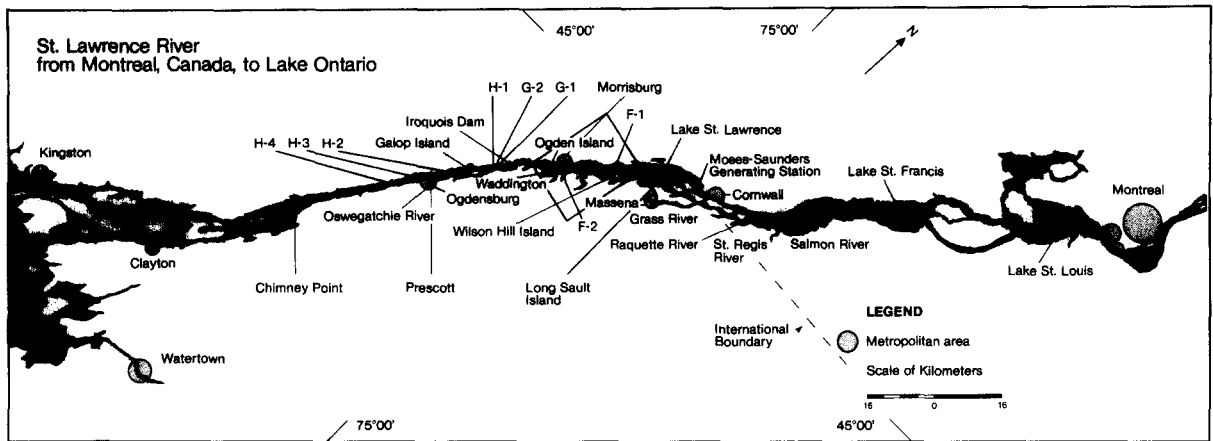 St. Lawrence River
from Montreal, Canada, to Lake Ontario
45°00'
75°00'
N
H-1
G-2
G-1
Morrisburg
Iroquois Dam
F-1
H-4
H-3
H-2
Galop Island
Ogden Island
Lake St. Lawrence
Kingston
Moses-Saunders
Generating Station
Lake St. Francis
Waddington
Ogdensburg
Massena
Cornwall
Montreal
Oswegatchie River
Grass River
Wilson Hill Island
F-2
Raquette River
St. Regis
River
Salmon River
Clayton
Lake St. Louis
Chimney Point
Prescott
Long Sault
Island
LEGEND
International
Boundary
Metropolitan area
Watertown
Scale of Kilometers
16
0
16
75°00'
45°00'